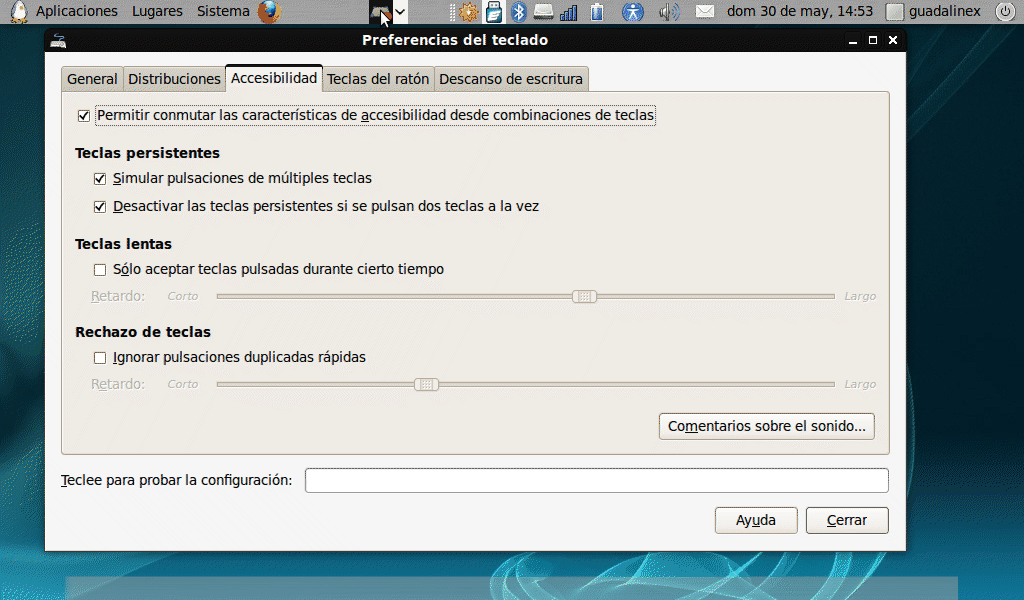 Aplicaciones Lugares Sistema dom 30 de may, 14:53 guadalinex
Preferencias del teclado
General Distribuciones Accesibilidad Teclas del ratón Descanso de escritura
Permitir conmutar las características de accesibilidad desde combinaciones de teclas
Teclas persistentes
Simular pulsaciones de múltiples teclas
Desactivar las teclas persistentes si se pulsan dos teclas a la vez
Teclas lentas
Sólo aceptar teclas pulsadas durante cierto tiempo
Retardo: Corto Largo
Rechazo de teclas
Ignorar pulsaciones duplicadas rápidas
Retardo: Corto Largo
Comentarios sobre el sonido...
Teclee para probar la configuración:
Ayuda Cerrar